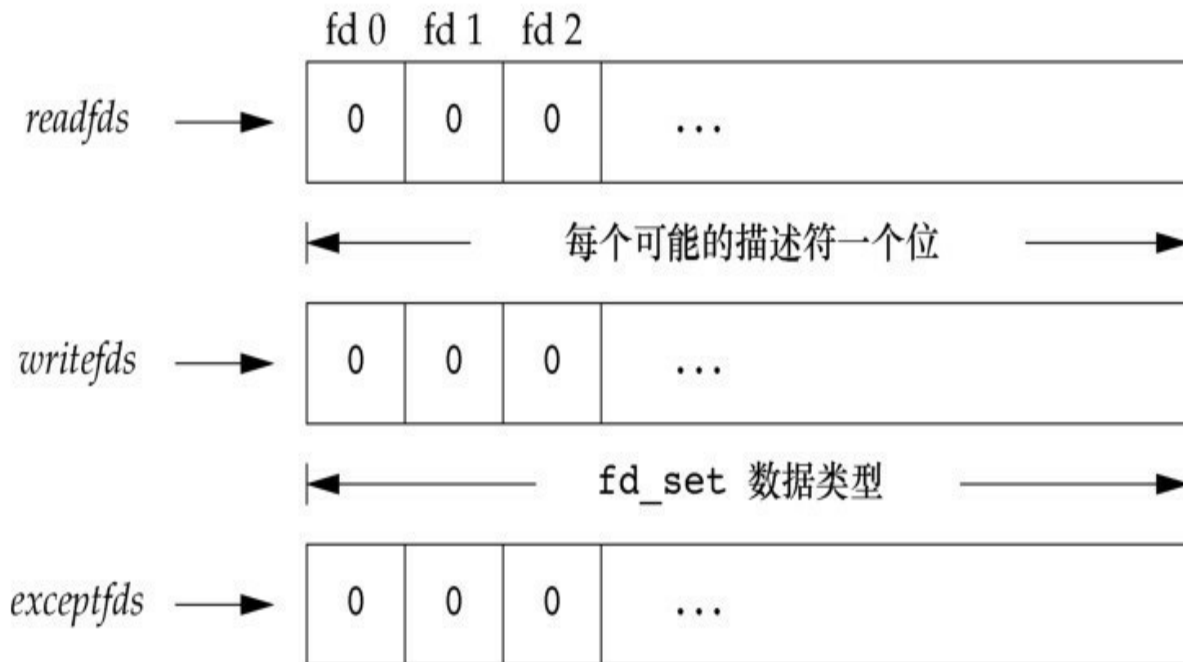 fd 0 fd 1 fd 2
readfds 0 0 0 ...
每个可能的描述符一个位
writefds 0 0 0 ...
fd_set 数据类型
exceptfds 0 0 0 ...